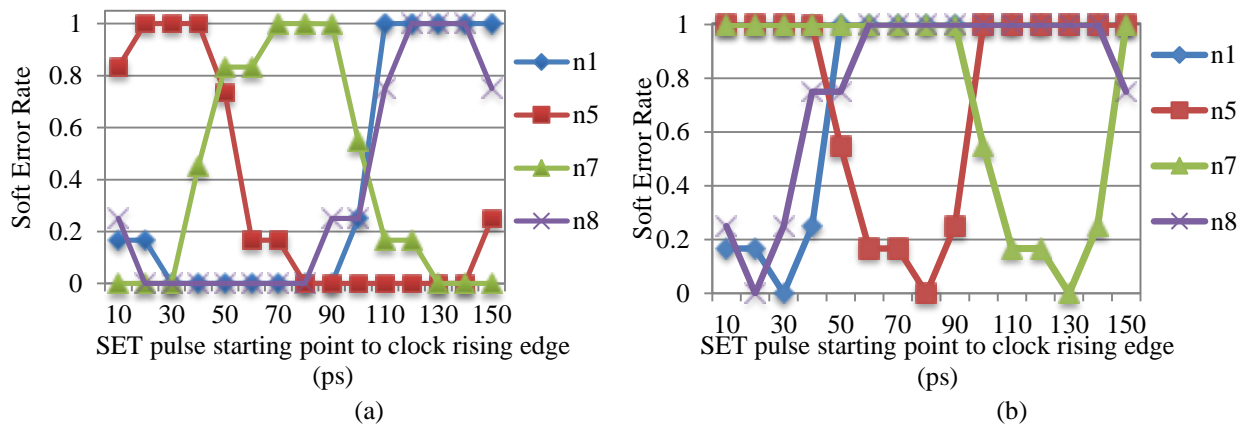 1
0.8
0.6
0.4
0.2
0
Soft Error Rate
10 30 50 70 90 110 130 150
SET pulse starting point to clock rising edge
(ps)
n1
n5
n7
n8
(a)
1
0.8
0.6
0.4
0.2
0
Soft Error Rate
10 30 50 70 90 110 130 150
SET pulse starting point to clock rising edge
(ps)
n1
n5
n7
n8
(b)